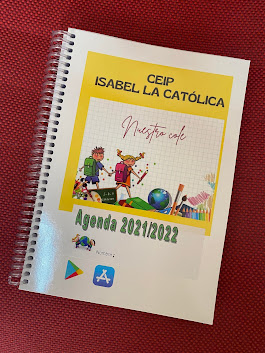 CEIP
ISABEL LA CATÓLICA
Nuestro cole
Agenda 2021/2022